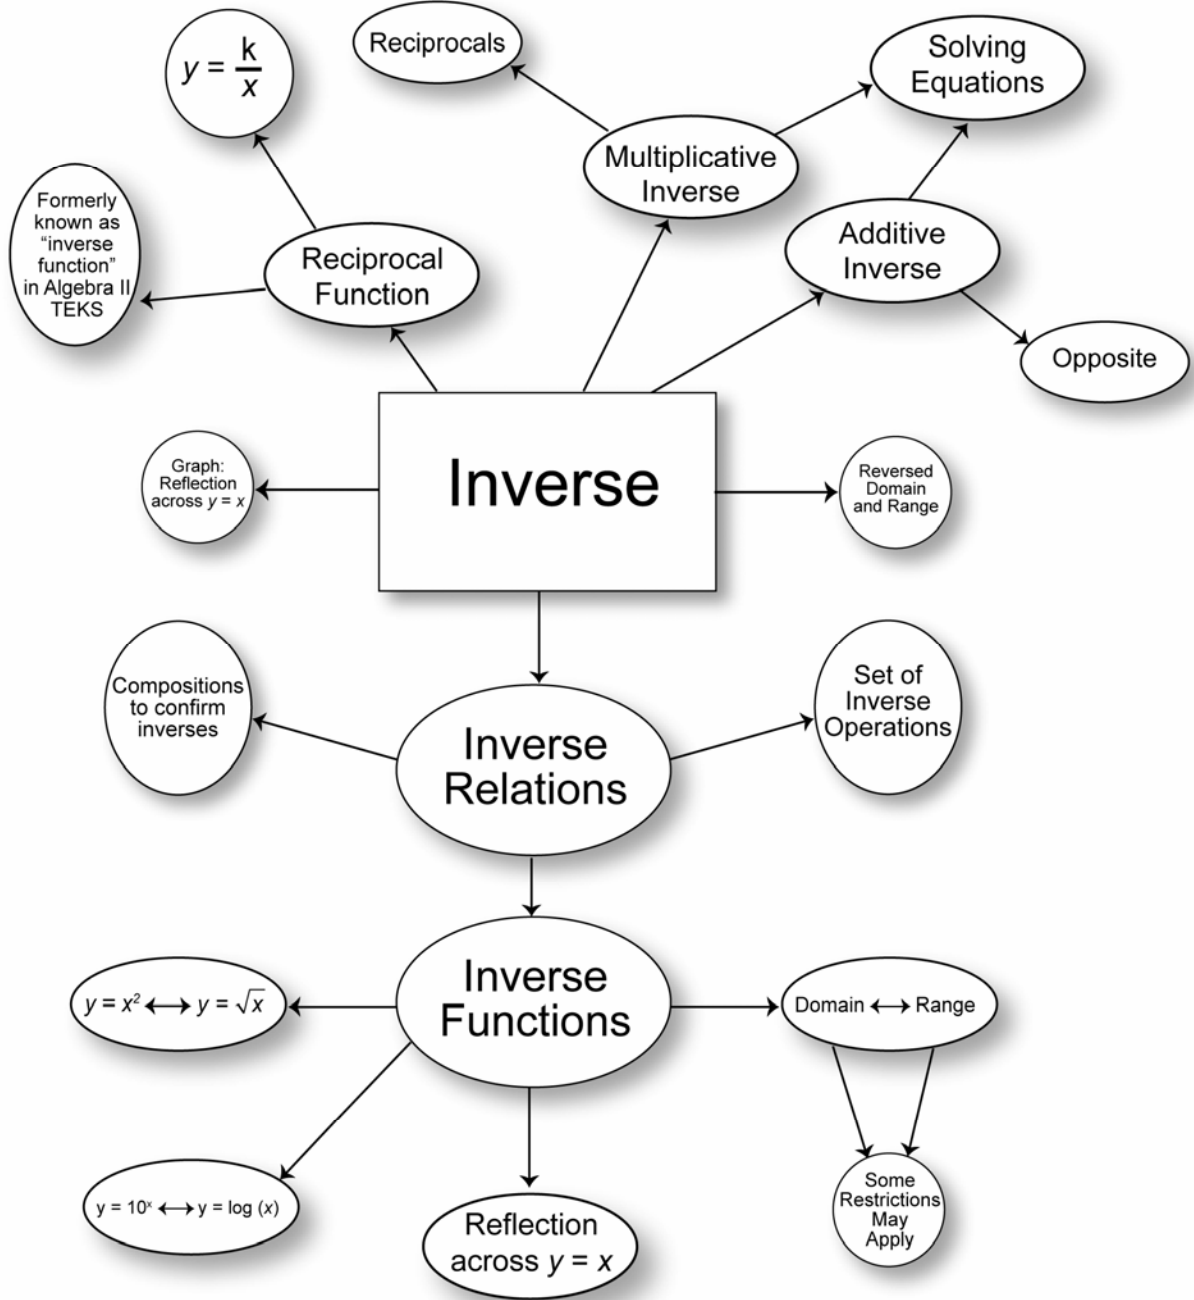 y = k/x
Reciprocals
Solving
Equations
Multiplicative
Inverse
Formerly
known as
“inverse
function”
in Algebra II
TEKS
Reciprocal
Function
Additive
Inverse
Opposite
Inverse
Graph:
Reflection
across y = x
Reversed
Domain
and Range
Compositions
to confirm
inverses
Inverse
Relations
Set of
Inverse
Operations
Inverse
Functions
y = x² ⟷ y = √x
Domain ⟷ Range
y = 10ˣ ⟷ y = log (x)
Reflection
across y = x
Some
Restrictions
May
Apply